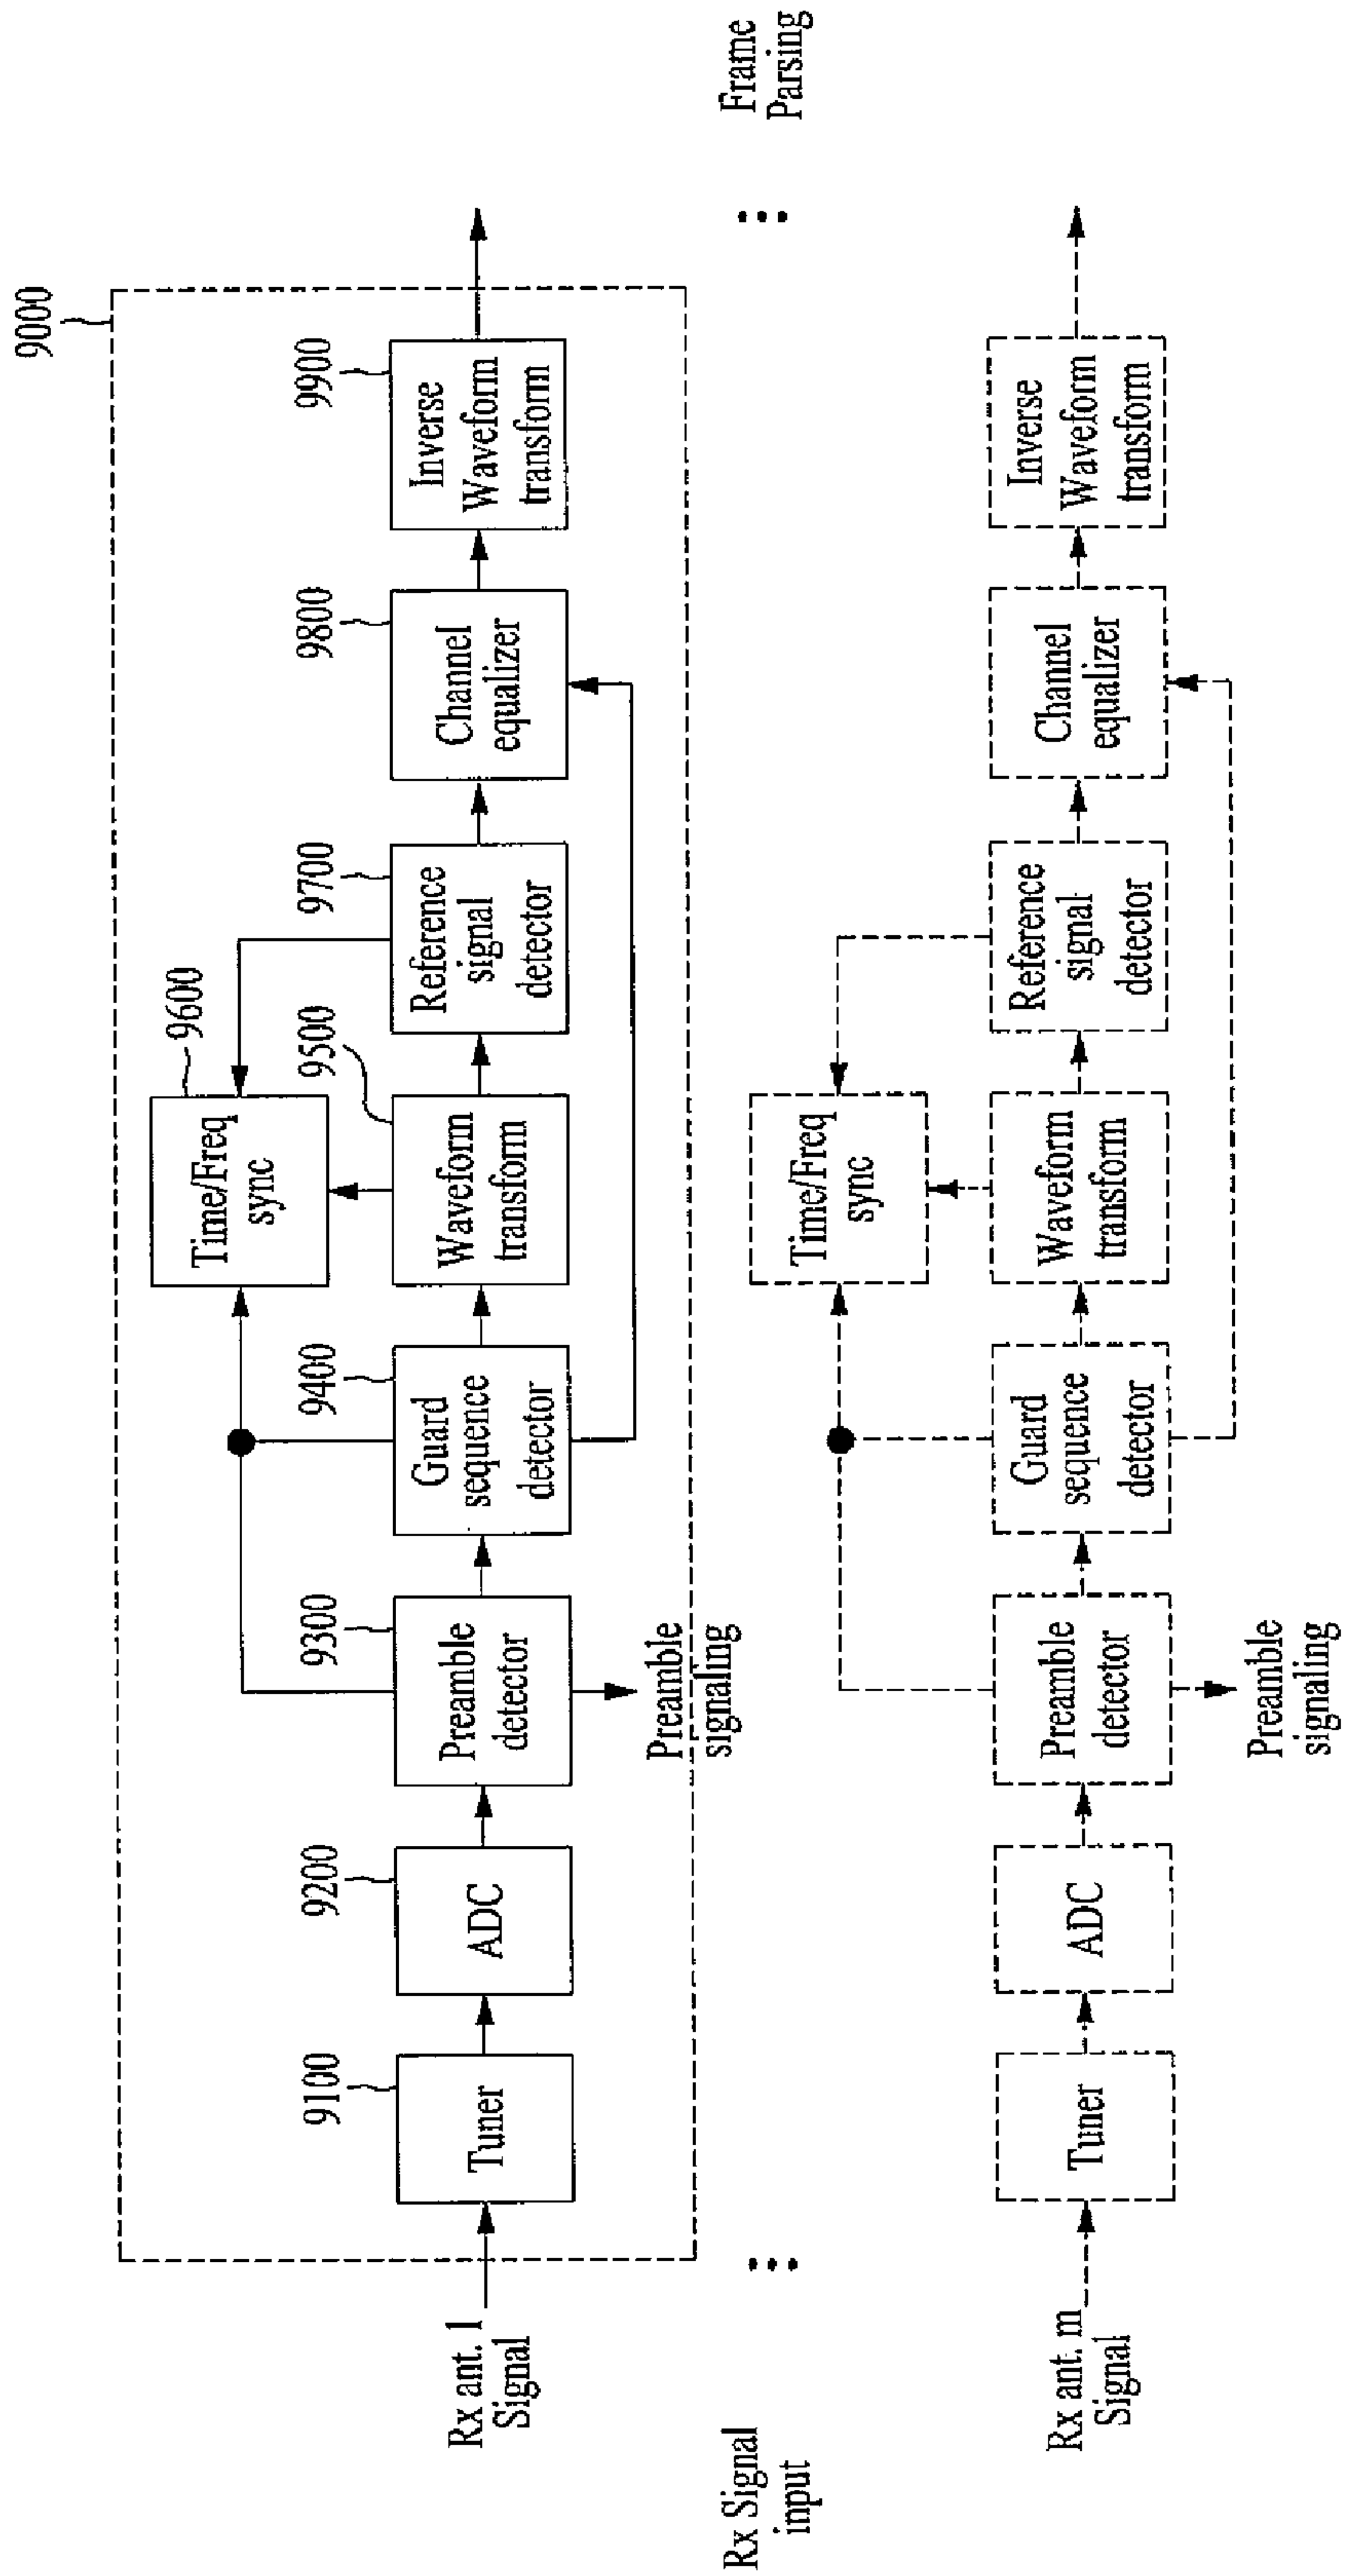 9000
9600
Time/Freq
sync
9100
9200
9300
9400
9500
9700
9800
9900
Rx ant. 1
Signal
Tuner
ADC
Preamble
detector
Guard
sequence
detector
Waveform
transform
Reference
signal
detector
Channel
equalizer
Inverse
Waveform
transform
Preamble
signaling
Rx Signal
input
Frame
Parsing
Time/Freq
sync
Rx ant. m
Signal
Tuner
ADC
Preamble
detector
Guard
sequence
detector
Waveform
transform
Reference
signal
detector
Channel
equalizer
Inverse
Waveform
transform
Preamble
signaling